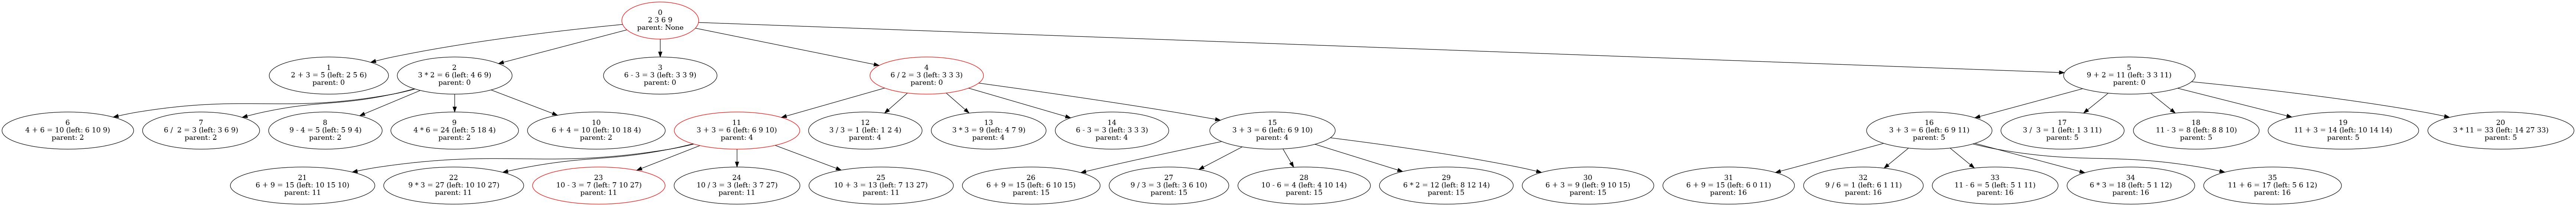 0
2 3 6 9
parent: None
1
2 + 3 = 5 (left: 2 5 6)
parent: 0
2
3 * 2 = 6 (left: 4 6 9)
parent: 0
3
6 - 3 = 3 (left: 3 3 9)
parent: 0
4
6 / 2 = 3 (left: 3 3 3)
parent: 0
5
9 + 2 = 11 (left: 3 3 11)
parent: 0
6
4 + 6 = 10 (left: 6 10 9)
parent: 2
7
6 /  2 = 3 (left: 3 6 9)
parent: 2
8
9 - 4 = 5 (left: 5 9 4)
parent: 2
9
4 * 6 = 24 (left: 5 18 4)
parent: 2
10
6 + 4 = 10 (left: 10 18 4)
parent: 2
11
3 + 3 = 6 (left: 6 9 10)
parent: 4
12
3 / 3 = 1 (left: 1 2 4)
parent: 4
13
3 * 3 = 9 (left: 4 7 9)
parent: 4
14
6 - 3 = 3 (left: 3 3 3)
parent: 4
15
3 + 3 = 6 (left: 6 9 10)
parent: 4
16
3 + 3 = 6 (left: 6 9 11)
parent: 5
17
3 /  3 = 1 (left: 1 3 11)
parent: 5
18
11 - 3 = 8 (left: 8 8 10)
parent: 5
19
11 + 3 = 14 (left: 10 14 14)
parent: 5
20
3 * 11 = 33 (left: 14 27 33)
parent: 5
21
6 + 9 = 15 (left: 10 15 10)
parent: 11
22
9 * 3 = 27 (left: 10 10 27)
parent: 11
23
10 - 3 = 7 (left: 7 10 27)
parent: 11
24
10 / 3 = 3 (left: 3 7 27)
parent: 11
25
10 + 3 = 13 (left: 7 13 27)
parent: 11
26
6 + 9 = 15 (left: 6 10 15)
parent: 15
27
9 / 3 = 3 (left: 3 6 10)
parent: 15
28
10 - 6 = 4 (left: 4 10 14)
parent: 15
29
6 * 2 = 12 (left: 8 12 14)
parent: 15
30
6 + 3 = 9 (left: 9 10 15)
parent: 15
31
6 + 9 = 15 (left: 6 0 11)
parent: 16
32
9 / 6 = 1 (left: 6 1 11)
parent: 16
33
11 - 6 = 5 (left: 5 1 11)
parent: 16
34
6 * 3 = 18 (left: 5 1 12)
parent: 16
35
11 + 6 = 17 (left: 5 6 12)
parent: 16